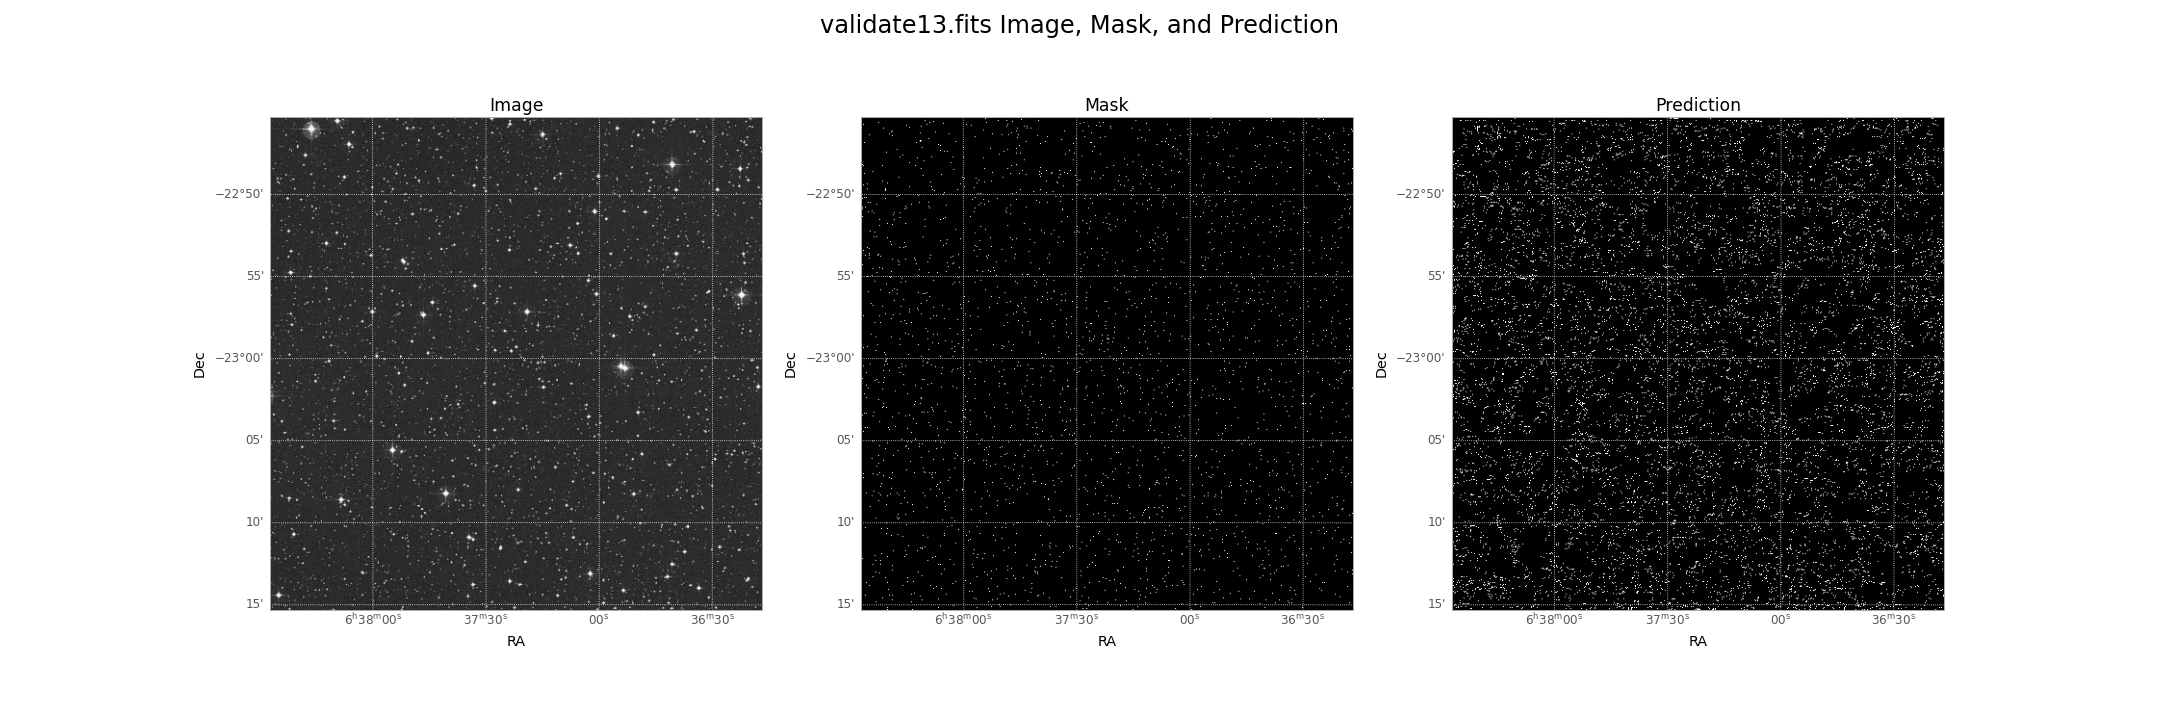 validate13.fits Image, Mask, and Prediction
Image
−22°50'
55'
−23°00'
05'
10'
15'
Dec
6ʰ38ᵐ00ˢ
37ᵐ30ˢ
00ˢ
36ᵐ30ˢ
RA
Mask
−22°50'
55'
−23°00'
05'
10'
15'
Dec
6ʰ38ᵐ00ˢ
37ᵐ30ˢ
00ˢ
36ᵐ30ˢ
RA
Prediction
−22°50'
55'
−23°00'
05'
10'
15'
Dec
6ʰ38ᵐ00ˢ
37ᵐ30ˢ
00ˢ
36ᵐ30ˢ
RA